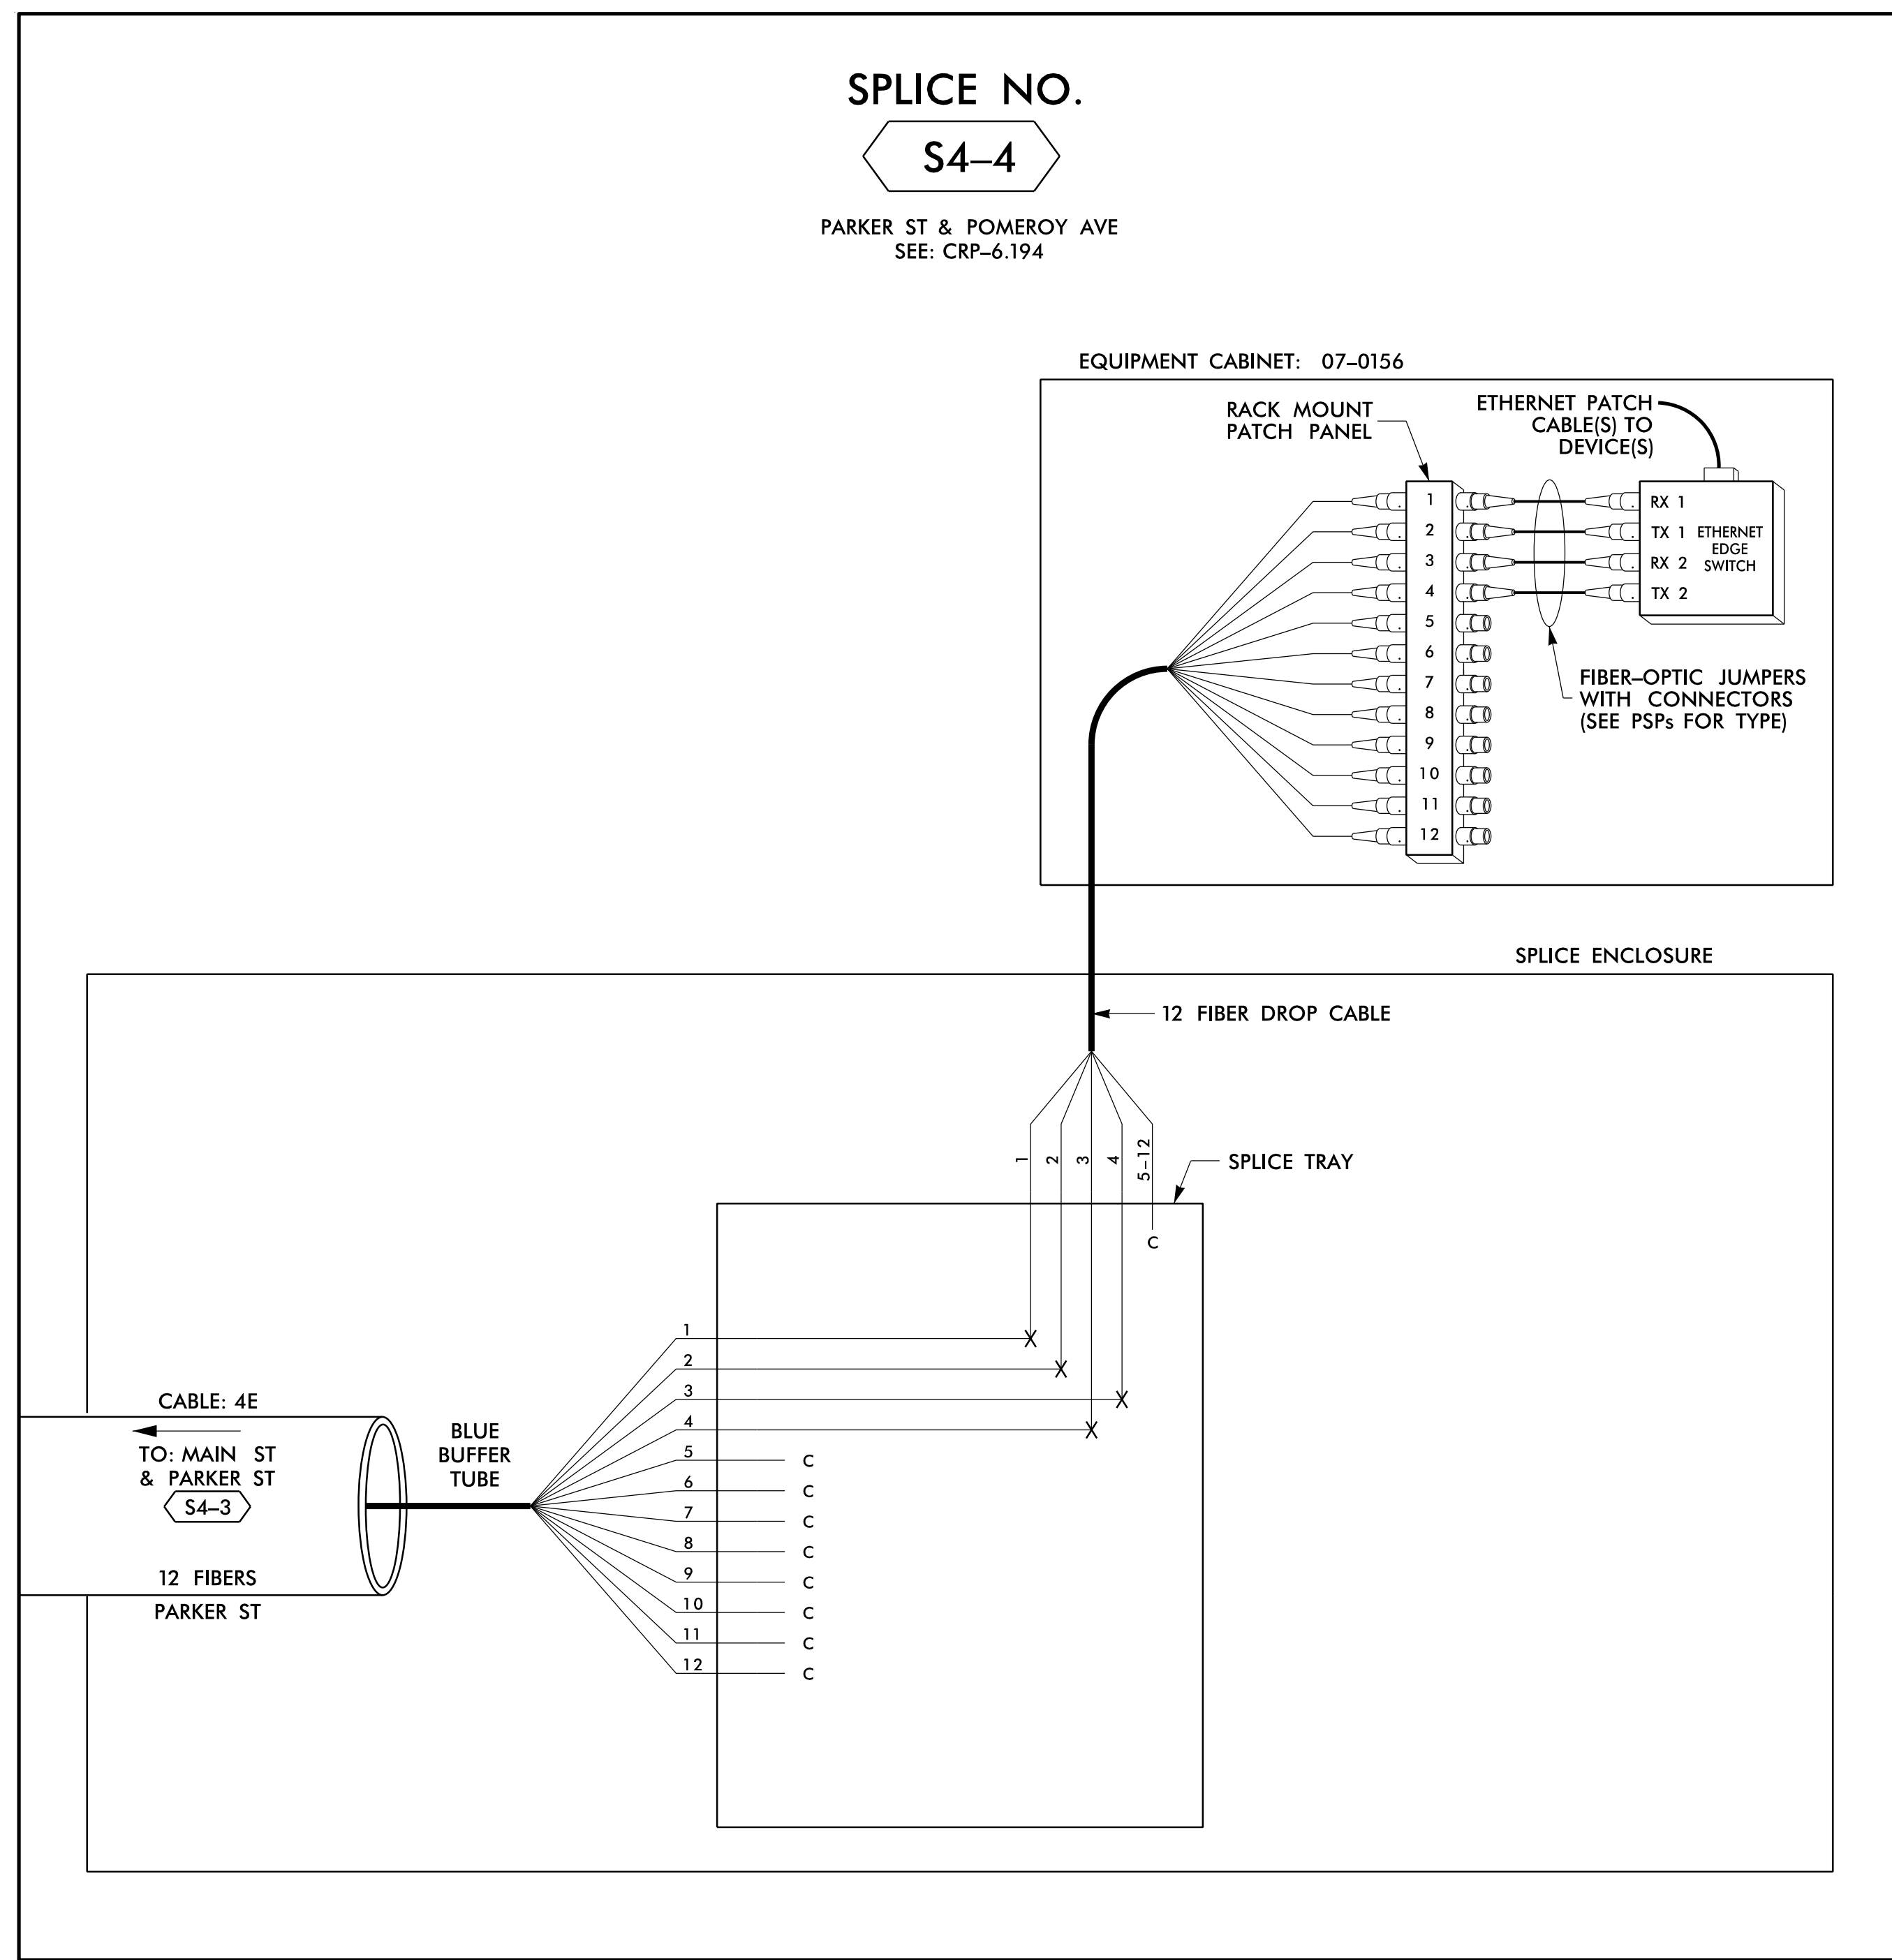 SPLICE NO.
S4–4
PARKER ST & POMEROY AVE
SEE: CRP–6.194
EQUIPMENT CABINET: 07–0156
RACK MOUNT
PATCH PANEL
ETHERNET PATCH
CABLE(S) TO
DEVICE(S)
1
2
3
4
5
6
7
8
9
10
11
12
RX 1
TX 1
RX 2
TX 2
ETHERNET
EDGE
SWITCH
FIBER–OPTIC JUMPERS
WITH CONNECTORS
(SEE PSPs FOR TYPE)
SPLICE ENCLOSURE
12 FIBER DROP CABLE
1
2
3
4
5–12
SPLICE TRAY
C
CABLE: 4E
TO: MAIN ST
& PARKER ST
S4–3
12 FIBERS
PARKER ST
BLUE
BUFFER
TUBE
1
2
3
4
5 C
6 C
7 C
8 C
9 C
10 C
11 C
12 C